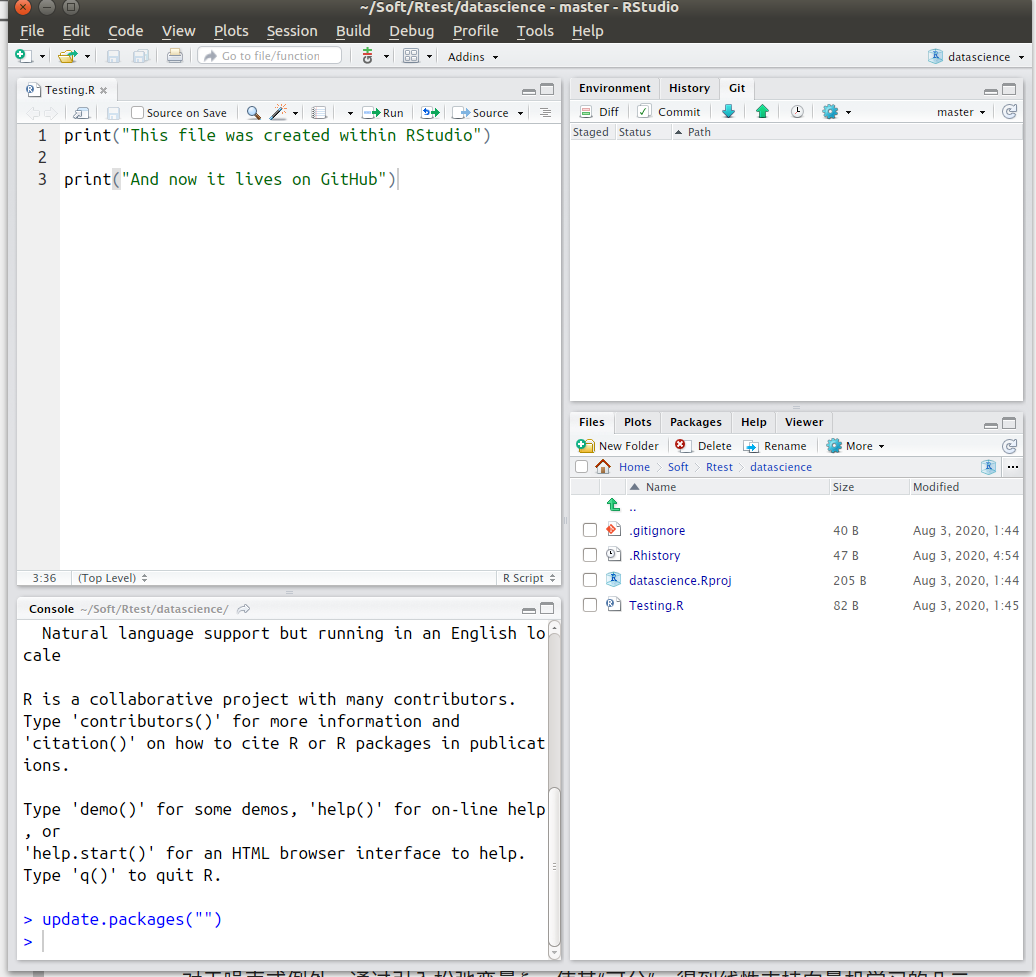 ~/Soft/Rtest/datascience - master - RStudio
File Edit Code View Plots Session Build Debug Profile Tools Help
Go to file/function Addins datascience
Testing.R
Source on Save Run Source
1 print("This file was created within RStudio")
2
3 print("And now it lives on GitHub")
3:36 (Top Level) R Script
Console ~/Soft/Rtest/datascience/
Natural language support but running in an English lo
cale
R is a collaborative project with many contributors.
Type 'contributors()' for more information and
'citation()' on how to cite R or R packages in publicat
ions.
Type 'demo()' for some demos, 'help()' for on-line help
, or
'help.start()' for an HTML browser interface to help.
Type 'q()' to quit R.
> update.packages("")
>
Environment History Git
Diff Commit master
Staged Status Path
Files Plots Packages Help Viewer
New Folder Delete Rename More
Home Soft Rtest datascience
Name Size Modified
..
.gitignore 40 B Aug 3, 2020, 1:44
.Rhistory 47 B Aug 3, 2020, 4:54
datascience.Rproj 205 B Aug 3, 2020, 1:44
Testing.R 82 B Aug 3, 2020, 1:45